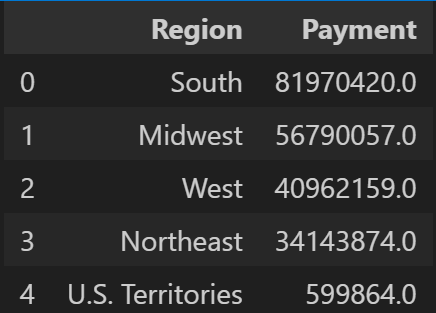 Region Payment
0 South 81970420.0
1 Midwest 56790057.0
2 West 40962159.0
3 Northeast 34143874.0
4 U.S. Territories 599864.0